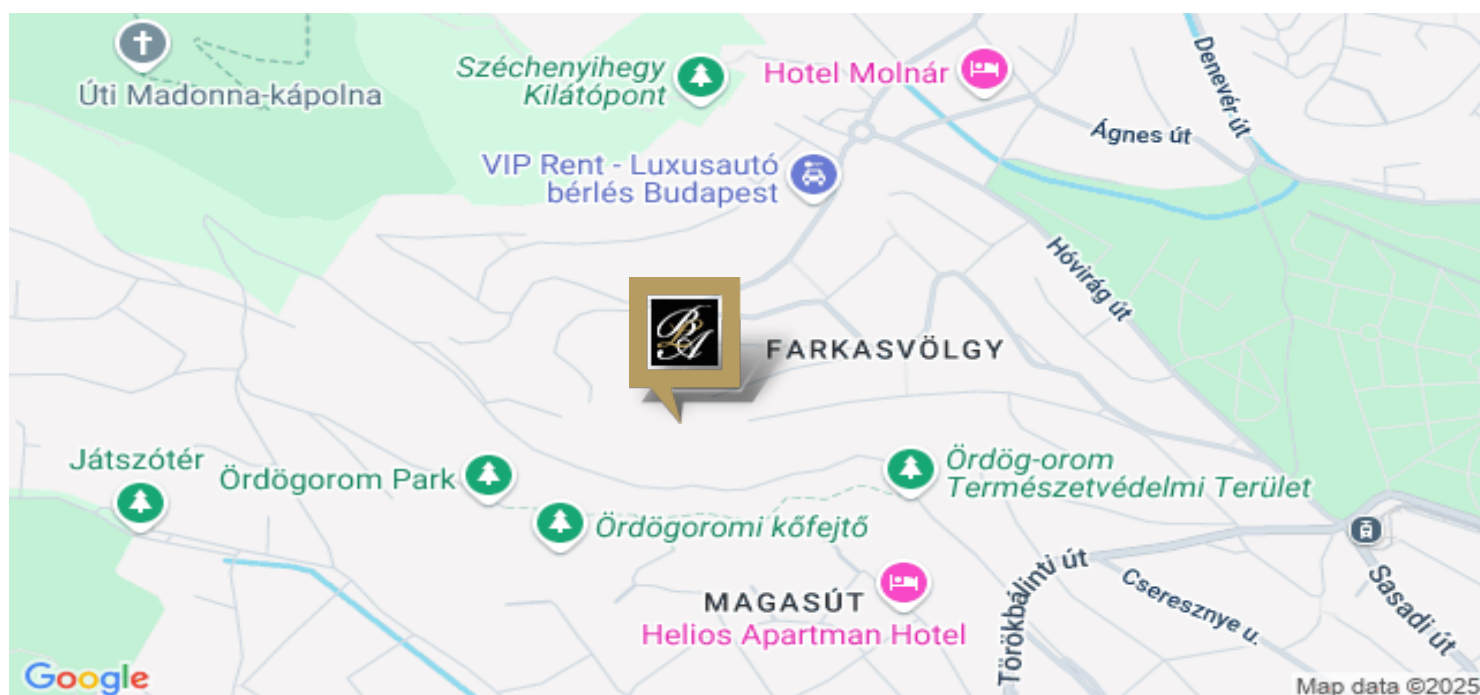 Úti Madonna-kápolna
Széchenyihegy
Kilátópont
Hotel Molnár
Denevér út
Ágnes út
VIP Rent - Luxusautó
bérlés Budapest
Hóvirág út
BLA
FARKASVÖLGY
Játszótér
Ördögorom Park
Ördög-orom
Természetvédelmi Terület
Ördögoromi kőfejtő
MAGASÚT
Helios Apartman Hotel
Törökbálinti út
Cseresznye u.
Sasadi út
Google
Map data ©2025